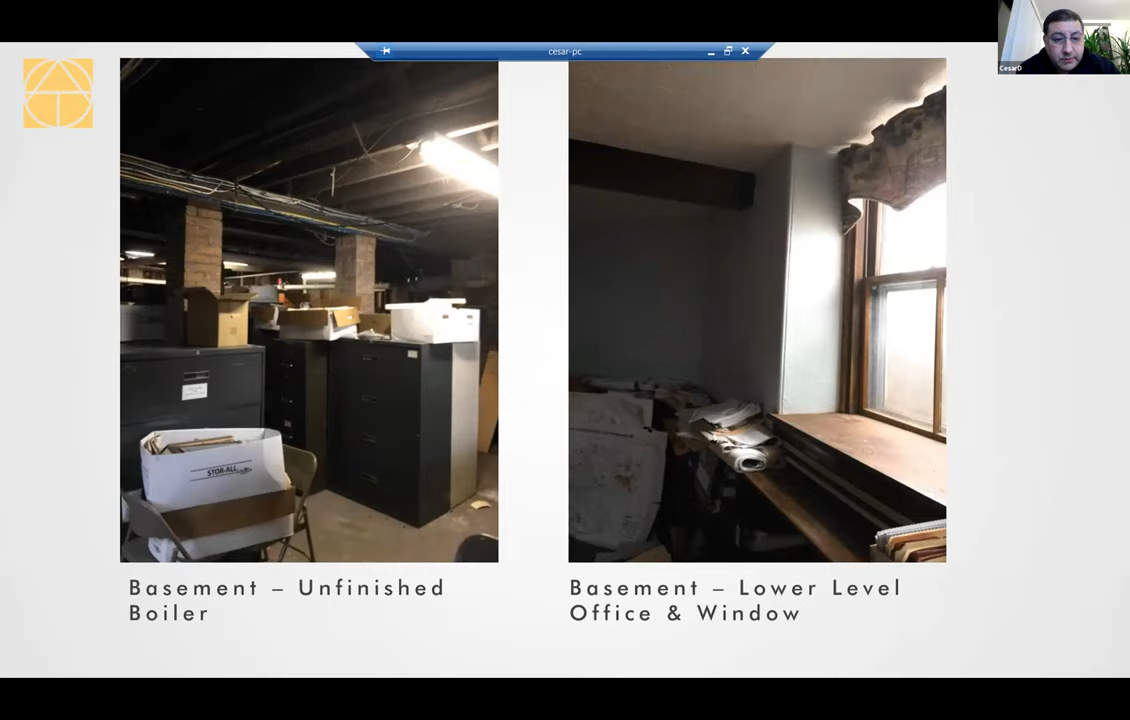 cesar-pc
CesarD
STOR-ALL
Basement – Unfinished
Boiler
Basement – Lower Level
Office & Window